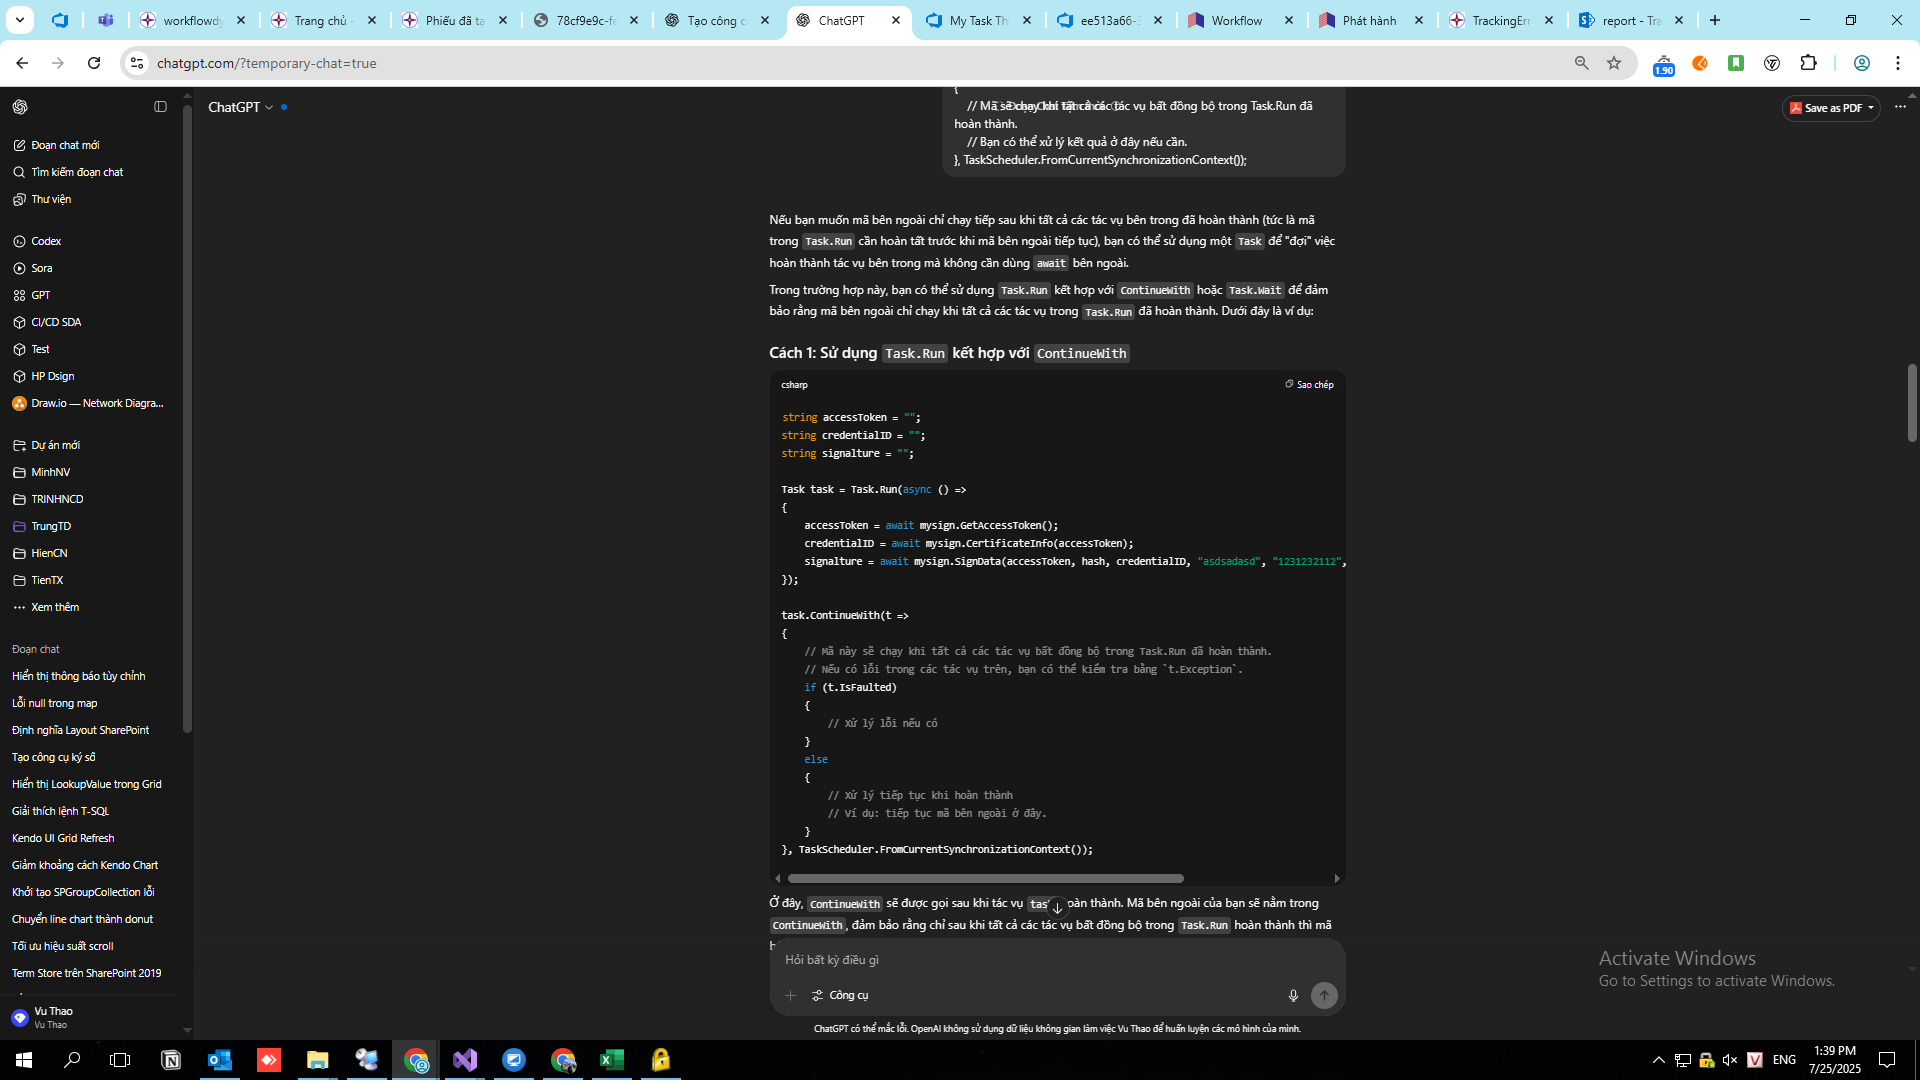 workflowdy
Trang chủ -
Phiếu đã tạ
78cf9e9c-fe
Tạo công c
ChatGPT
My Task Th
ee513a66-3
Workflow
Phát hành
TrackingErr
report - Tra
chatgpt.com/?temporary-chat=true
1.90
ChatGPT
Save as PDF
Đoạn chat mới
Tìm kiếm đoạn chat
Thư viện
Codex
Sora
GPT
CI/CD SDA
Test
HP Dsign
Draw.io — Network Diagra...
Dự án mới
MinhNV
TRINHNCD
TrungTD
HienCN
TienTX
Xem thêm
Đoạn chat
Hiển thị thông báo tùy chỉnh
Lỗi null trong map
Định nghĩa Layout SharePoint
Tạo công cụ ký số
Hiển thị LookupValue trong Grid
Giải thích lệnh T-SQL
Kendo UI Grid Refresh
Giảm khoảng cách Kendo Chart
Khởi tạo SPGroupCollection lỗi
Chuyển line chart thành donut
Tối ưu hiệu suất scroll
Term Store trên SharePoint 2019
Vu Thao
Vu Thao
{
// Mã sẽ chạy khi tất cả các tác vụ bất đồng bộ trong Task.Run đã
hoàn thành.
// Bạn có thể xử lý kết quả ở đây nếu cần.
}, TaskScheduler.FromCurrentSynchronizationContext());
Nếu bạn muốn mã bên ngoài chỉ chạy tiếp sau khi tất cả các tác vụ bên trong đã hoàn thành (tức là mã
trong Task.Run cần hoàn tất trước khi mã bên ngoài tiếp tục), bạn có thể sử dụng một Task để "đợi" việc
hoàn thành tác vụ bên trong mà không cần dùng await bên ngoài.
Trong trường hợp này, bạn có thể sử dụng Task.Run kết hợp với ContinueWith hoặc Task.Wait để đảm
bảo rằng mã bên ngoài chỉ chạy khi tất cả các tác vụ trong Task.Run đã hoàn thành. Dưới đây là ví dụ:
Cách 1: Sử dụng Task.Run kết hợp với ContinueWith
csharp
Sao chép
string accessToken = "";
string credentialID = "";
string signalture = "";
Task task = Task.Run(async () =>
{
accessToken = await mysign.GetAccessToken();
credentialID = await mysign.CertificateInfo(accessToken);
signalture = await mysign.SignData(accessToken, hash, credentialID, "asdsadasd", "1231232112",
});
task.ContinueWith(t =>
{
// Mã này sẽ chạy khi tất cả các tác vụ bất đồng bộ trong Task.Run đã hoàn thành.
// Nếu có lỗi trong các tác vụ trên, bạn có thể kiểm tra bằng `t.Exception`.
if (t.IsFaulted)
{
// Xử lý lỗi nếu có
}
else
{
// Xử lý tiếp tục khi hoàn thành
// Ví dụ: tiếp tục mã bên ngoài ở đây.
}
}, TaskScheduler.FromCurrentSynchronizationContext());
Ở đây, ContinueWith sẽ được gọi sau khi tác vụ task hoàn thành. Mã bên ngoài của bạn sẽ nằm trong
ContinueWith, đảm bảo rằng chỉ sau khi tất cả các tác vụ bất đồng bộ trong Task.Run hoàn thành thì mã
Hỏi bất kỳ điều gì
Công cụ
ChatGPT có thể mắc lỗi. OpenAI không sử dụng dữ liệu không gian làm việc Vu Thao để huấn luyện các mô hình của mình.
Activate Windows
Go to Settings to activate Windows.
ENG
1:39 PM
7/25/2025